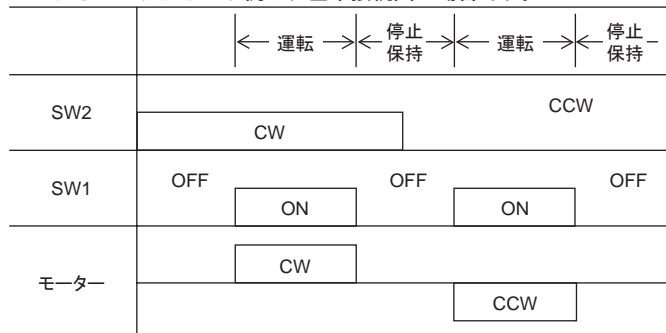 運転 停止 運転 停止
保持 保持
SW2 CCW
CW
SW1 OFF OFF OFF
ON ON
モーター CW
CCW